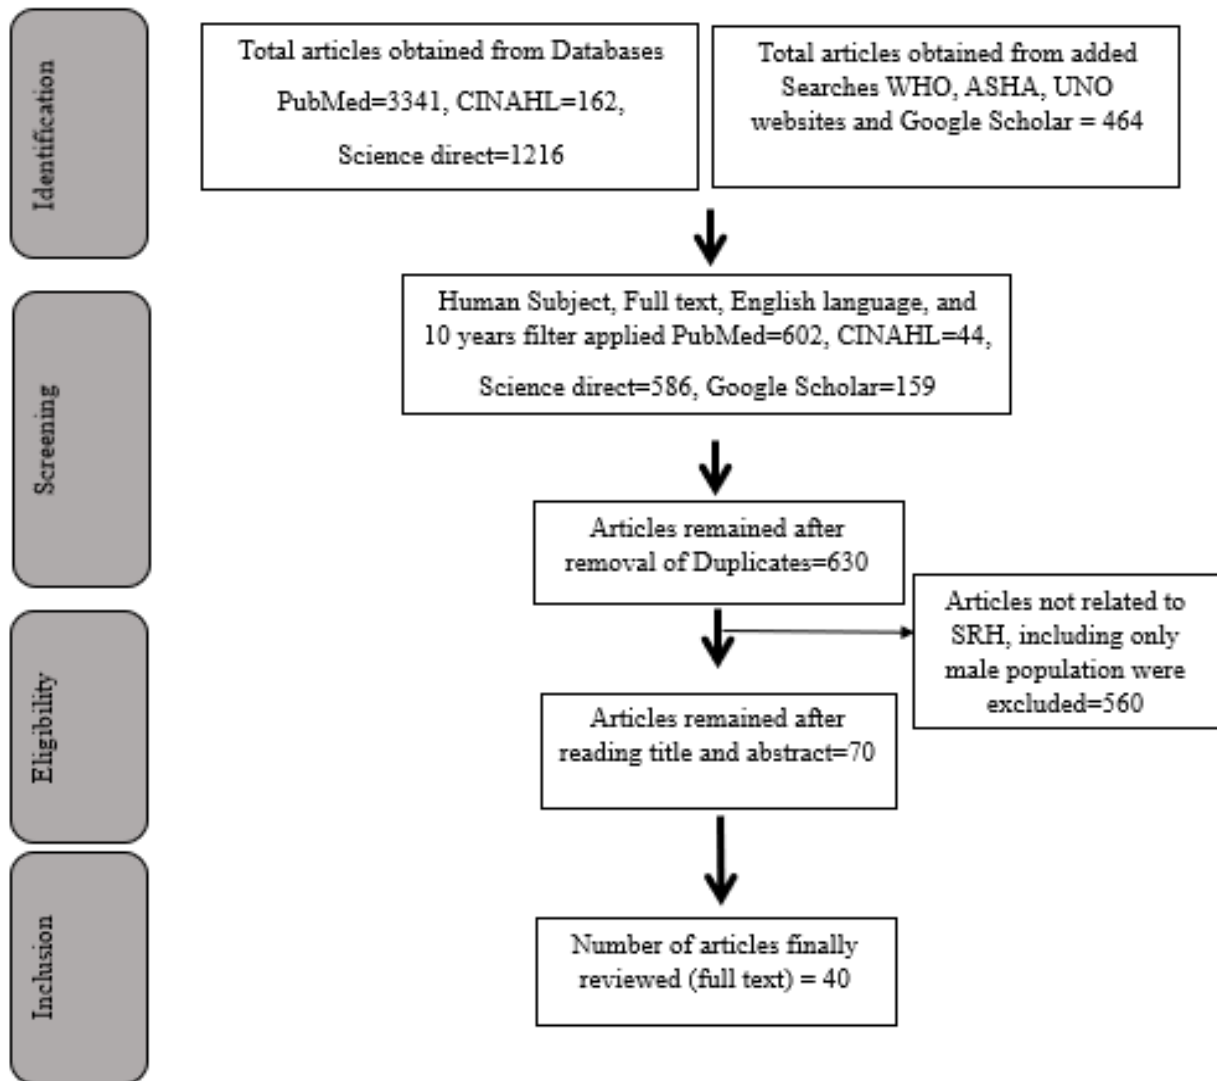 Identification
Total articles obtained from Databases
PubMed=3341, CINAHL=162,
Science direct=1216
Total articles obtained from added
Searches WHO, ASHA, UNO
websites and Google Scholar = 464
Screening
Human Subject, Full text, English language, and
10 years filter applied PubMed=602, CINAHL=44,
Science direct=586, Google Scholar=159
Articles remained after
removal of Duplicates=630
Articles not related to
SRH, including only
male population were
excluded=560
Eligibility
Articles remained after
reading title and abstract=70
Inclusion
Number of articles finally
reviewed (full text) = 40